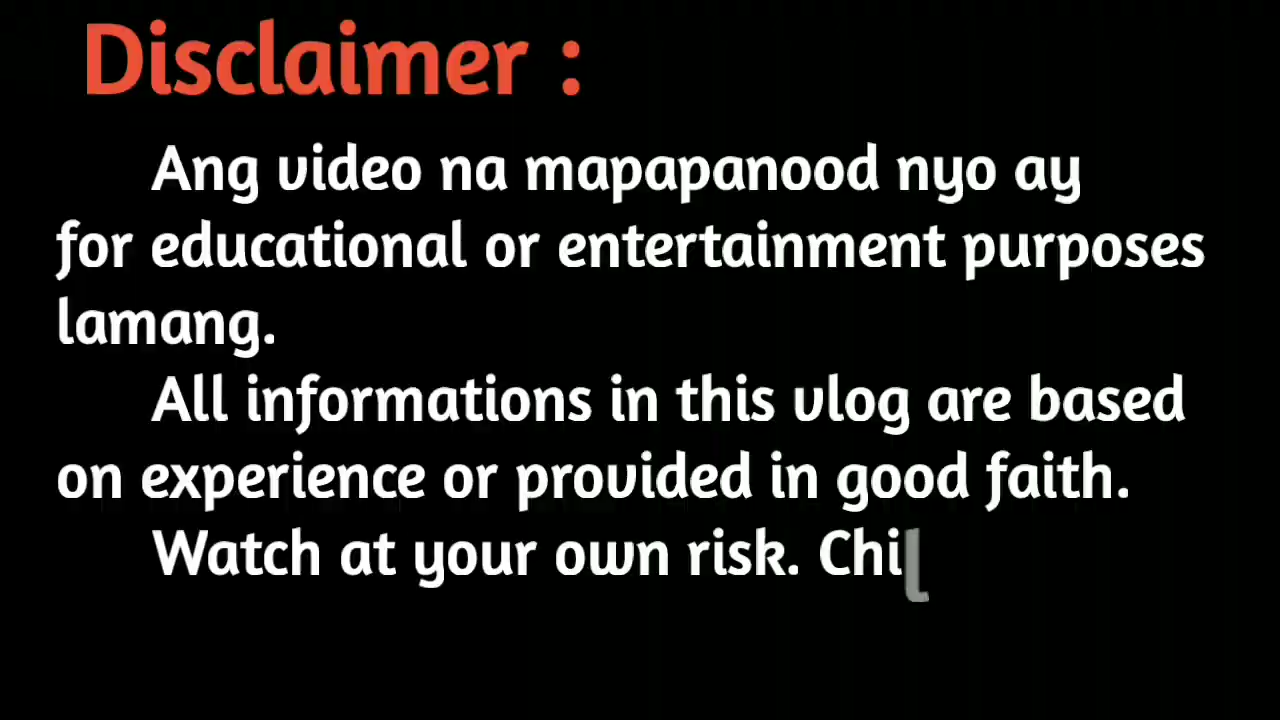 Disclaimer :
Ang video na mapapanood nyo ay
for educational or entertainment purposes
lamang.
All informations in this vlog are based
on experience or provided in good faith.
Watch at your own risk. Chil